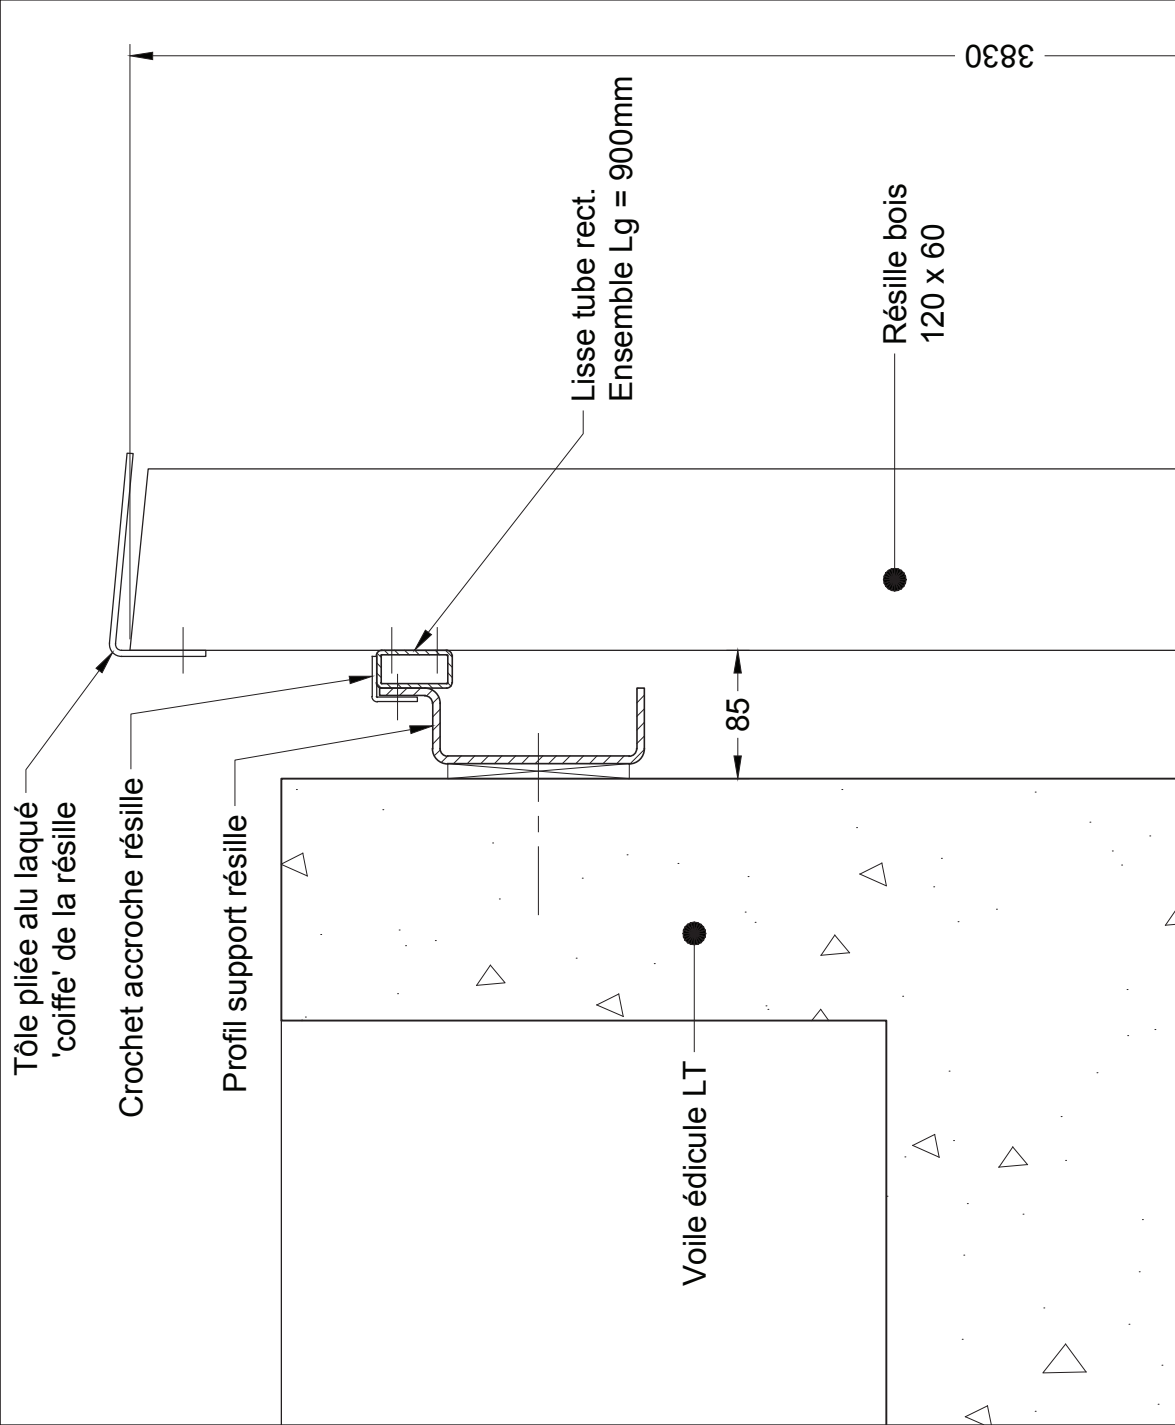 Tôle pliée alu laqué
'coiffe' de la résille
Crochet accroche résille
Profil support résille
Lisse tube rect.
Ensemble Lg = 900mm
Résille bois
120 x 60
Voile édicule LT
85
3830